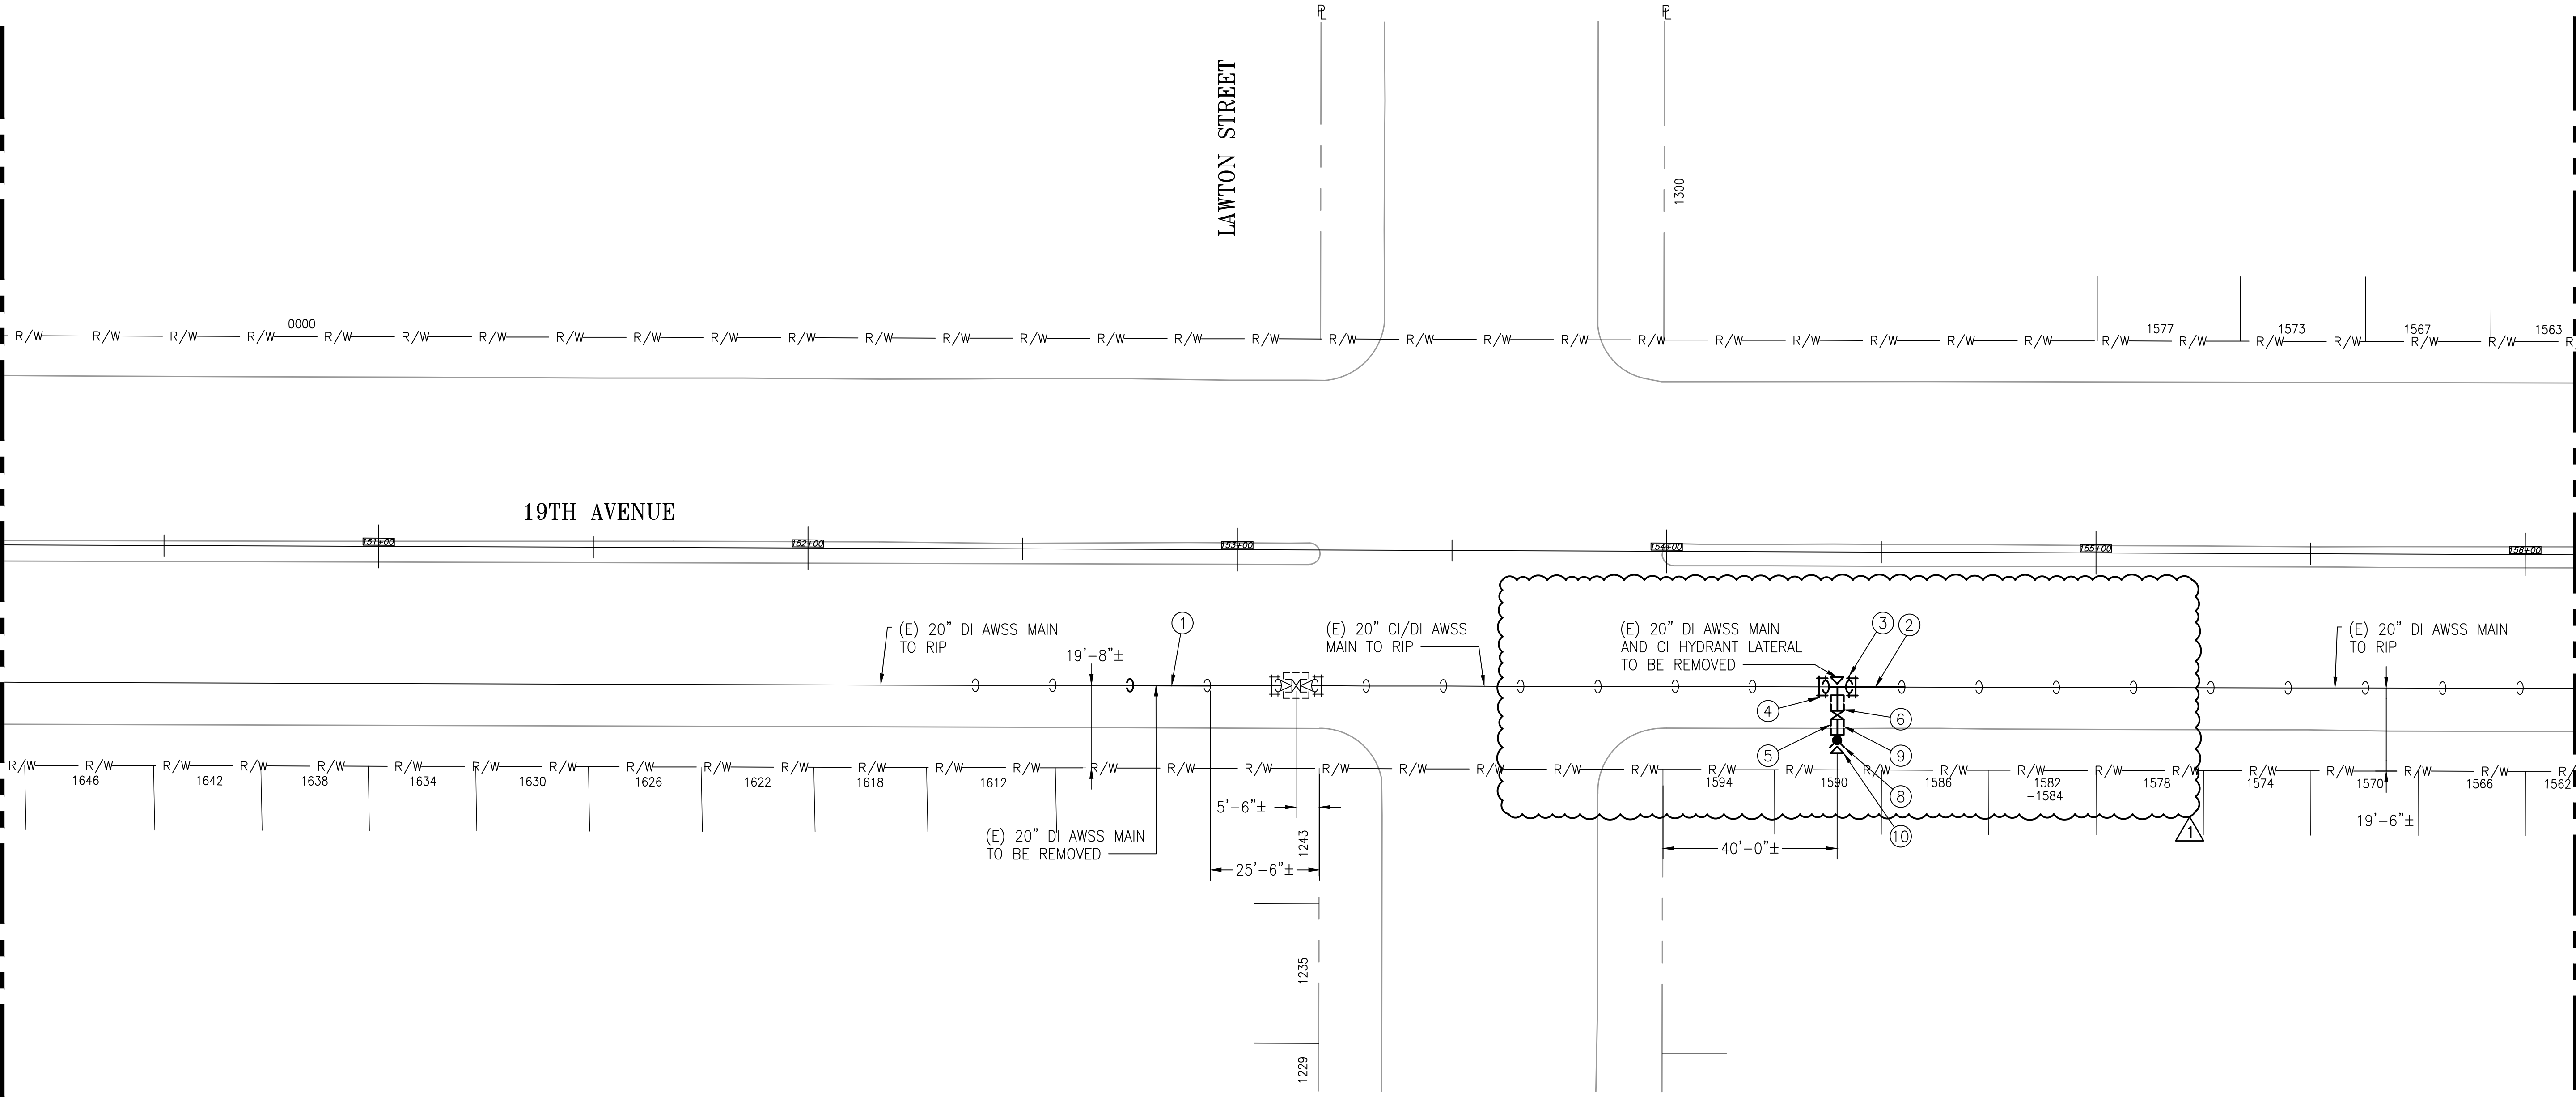 PL
PL
LAWTON STREET
1300
0000
R/W R/W R/W R/W R/W R/W R/W R/W R/W R/W R/W R/W R/W R/W R/W R/W R/W R/W R/W R/W R/W R/W R/W R/W R/W R/W R/W R/W R/W R/W R/W R/W R/W
1577
1573
1567
1563
19TH AVENUE
151+00
152+00
153+00
154+00
155+00
156+00
(E) 20" DI AWSS MAIN
TO RIP
19'-8"±
1
(E) 20" CI/DI AWSS
MAIN TO RIP
(E) 20" DI AWSS MAIN
AND CI HYDRANT LATERAL
TO BE REMOVED
3
2
(E) 20" DI AWSS MAIN
TO RIP
4
6
5
9
R/W R/W R/W R/W R/W R/W R/W R/W R/W R/W R/W R/W R/W R/W R/W R/W R/W R/W R/W R/W R/W R/W R/W R/W R/W R/W R/W R/W R/W R/W R/W R/W R/W
1646
1642
1638
1634
1630
1626
1622
1618
1612
1594
1590
1586
1582
-1584
1578
1574
1570
1566
1562
8
5'-6"±
19'-6"±
1
10
(E) 20" DI AWSS MAIN
TO BE REMOVED
1243
40'-0"±
25'-6"±
1235
1229